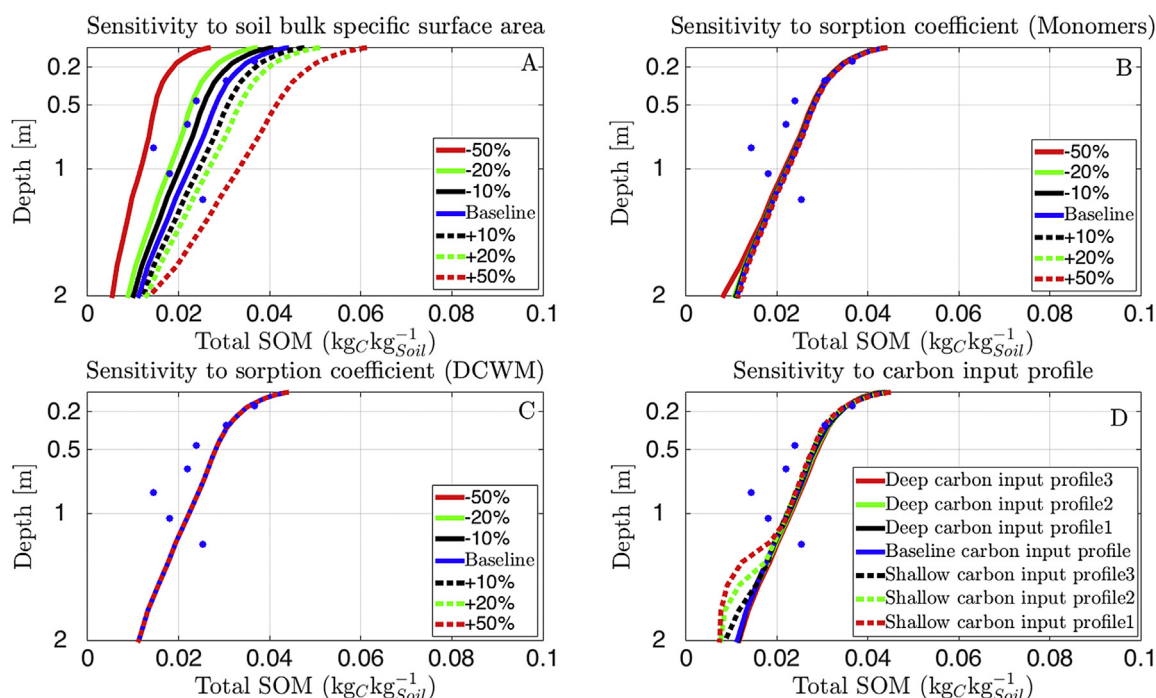 Sensitivity to soil bulk specific surface area
A
0.2
0.5
1
2
Depth [m]
-50%
-20%
-10%
Baseline
+10%
+20%
+50%
0 0.02 0.04 0.06 0.08 0.1
Total SOM (kg_C kg_Soil^-1)
Sensitivity to sorption coefficient (Monomers)
B
0.2
0.5
1
2
Depth [m]
-50%
-20%
-10%
Baseline
+10%
+20%
+50%
0 0.02 0.04 0.06 0.08 0.1
Total SOM (kg_C kg_Soil^-1)
Sensitivity to sorption coefficient (DCWM)
C
0.2
0.5
1
2
Depth [m]
-50%
-20%
-10%
Baseline
+10%
+20%
+50%
0 0.02 0.04 0.06 0.08 0.1
Total SOM (kg_C kg_Soil^-1)
Sensitivity to carbon input profile
D
0.2
0.5
1
2
Depth [m]
Deep carbon input profile3
Deep carbon input profile2
Deep carbon input profile1
Baseline carbon input profile
Shallow carbon input profile3
Shallow carbon input profile2
Shallow carbon input profile1
0 0.02 0.04 0.06 0.08 0.1
Total SOM (kg_C kg_Soil^-1)